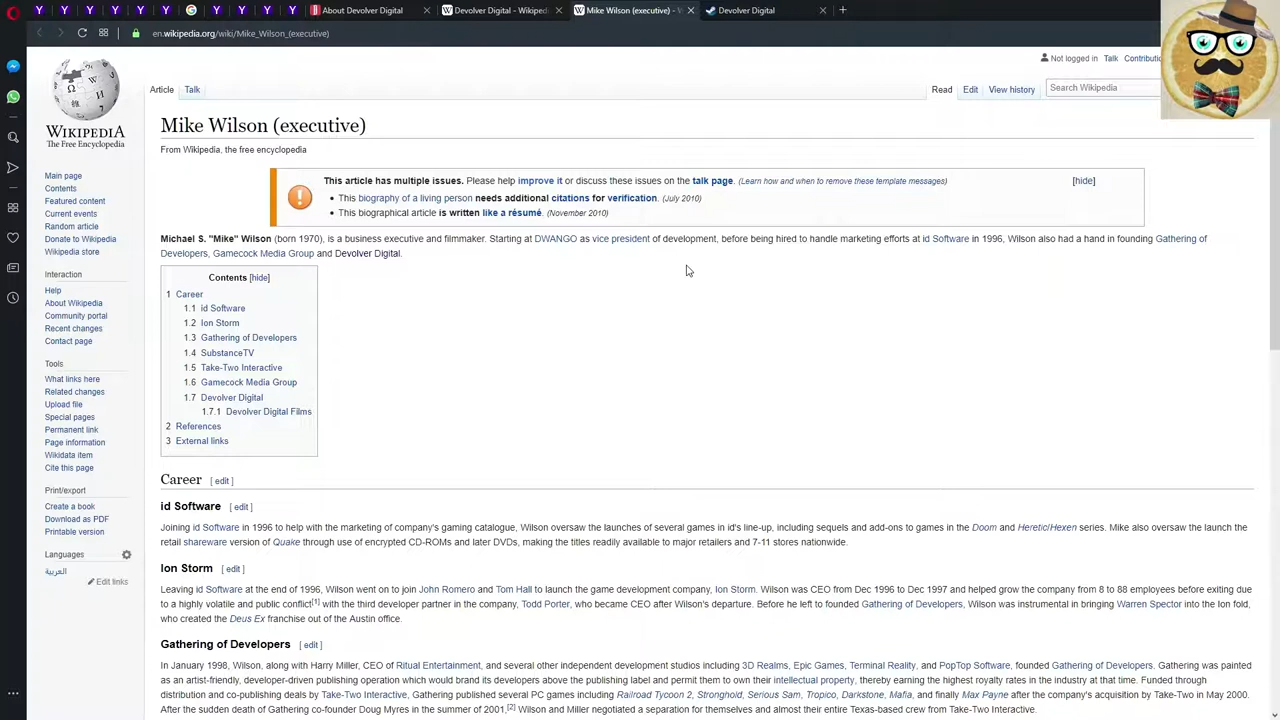 About Devolver Digital
Devolver Digital - Wikiped
Mike Wilson (executive) - W
Devolver Digital
en.wikipedia.org/wiki/Mike_Wilson_(executive)
Not logged in Talk Contributio
Article Talk
Read Edit View history
Search Wikipedia
WIKIPEDIA
The Free Encyclopedia
Main page
Contents
Featured content
Current events
Random article
Donate to Wikipedia
Wikipedia store
Interaction
Help
About Wikipedia
Community portal
Recent changes
Contact page
Tools
What links here
Related changes
Upload file
Special pages
Permanent link
Page information
Wikidata item
Cite this page
Print/export
Create a book
Download as PDF
Printable version
Languages
العربية
Edit links
Mike Wilson (executive)
From Wikipedia, the free encyclopedia
This article has multiple issues. Please help improve it or discuss these issues on the talk page. (Learn how and when to remove these template messages) [hide]
• This biography of a living person needs additional citations for verification. (July 2010)
• This biographical article is written like a résumé. (November 2010)
Michael S. "Mike" Wilson (born 1970), is a business executive and filmmaker. Starting at DWANGO as vice president of development, before being hired to handle marketing efforts at id Software in 1996, Wilson also had a hand in founding Gathering of
Developers, Gamecock Media Group and Devolver Digital.
Contents [hide]
1 Career
1.1 id Software
1.2 Ion Storm
1.3 Gathering of Developers
1.4 SubstanceTV
1.5 Take-Two Interactive
1.6 Gamecock Media Group
1.7 Devolver Digital
1.7.1 Devolver Digital Films
2 References
3 External links
Career [ edit ]
id Software [ edit ]
Joining id Software in 1996 to help with the marketing of company's gaming catalogue, Wilson oversaw the launches of several games in id's line-up, including sequels and add-ons to games in the Doom and Heretic/Hexen series. Mike also oversaw the launch the
retail shareware version of Quake through use of encrypted CD-ROMs and later DVDs, making the titles readily available to major retailers and 7-11 stores nationwide.
Ion Storm [ edit ]
Leaving id Software at the end of 1996, Wilson went on to join John Romero and Tom Hall to launch the game development company, Ion Storm. Wilson was CEO from Dec 1996 to Dec 1997 and helped grow the company from 8 to 88 employees before exiting due
to a highly volatile and public conflict[1] with the third developer partner in the company, Todd Porter, who became CEO after Wilson's departure. Before he left to founded Gathering of Developers, Wilson was instrumental in bringing Warren Spector into the Ion fold,
who created the Deus Ex franchise out of the Austin office.
Gathering of Developers [ edit ]
In January 1998, Wilson, along with Harry Miller, CEO of Ritual Entertainment, and several other independent development studios including 3D Realms, Epic Games, Terminal Reality, and PopTop Software, founded Gathering of Developers. Gathering was painted
as an artist-friendly, developer-driven publishing operation which would brand its developers above the publishing label and permit them to own their intellectual property, thereby earning the highest royalty rates in the industry at that time. Funded through
distribution and co-publishing deals by Take-Two Interactive, Gathering published several PC games including Railroad Tycoon 2, Stronghold, Serious Sam, Tropico, Darkstone, Mafia, and finally Max Payne after the company's acquisition by Take-Two in May 2000.
After the sudden death of Gathering co-founder Doug Myres in the summer of 2001,[2] Wilson and Miller negotiated a separation for themselves and almost their entire Texas-based crew from Take-Two Interactive.